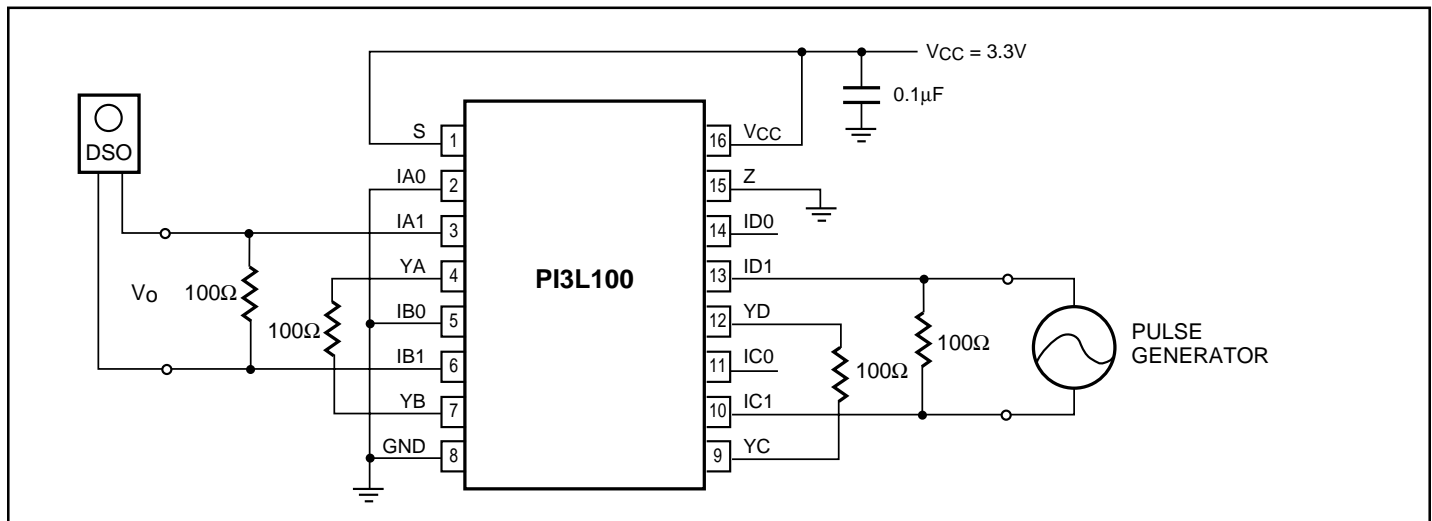 VCC = 3.3V
0.1µF
DSO
S 1
IA0 2
IA1 3
YA 4
IB0 5
IB1 6
YB 7
GND 8
PI3L100
16 VCC
15 Z
14 ID0
13 ID1
12 YD
11 IC0
10 IC1
9 YC
Vo
100Ω
100Ω
100Ω
100Ω
PULSE
GENERATOR